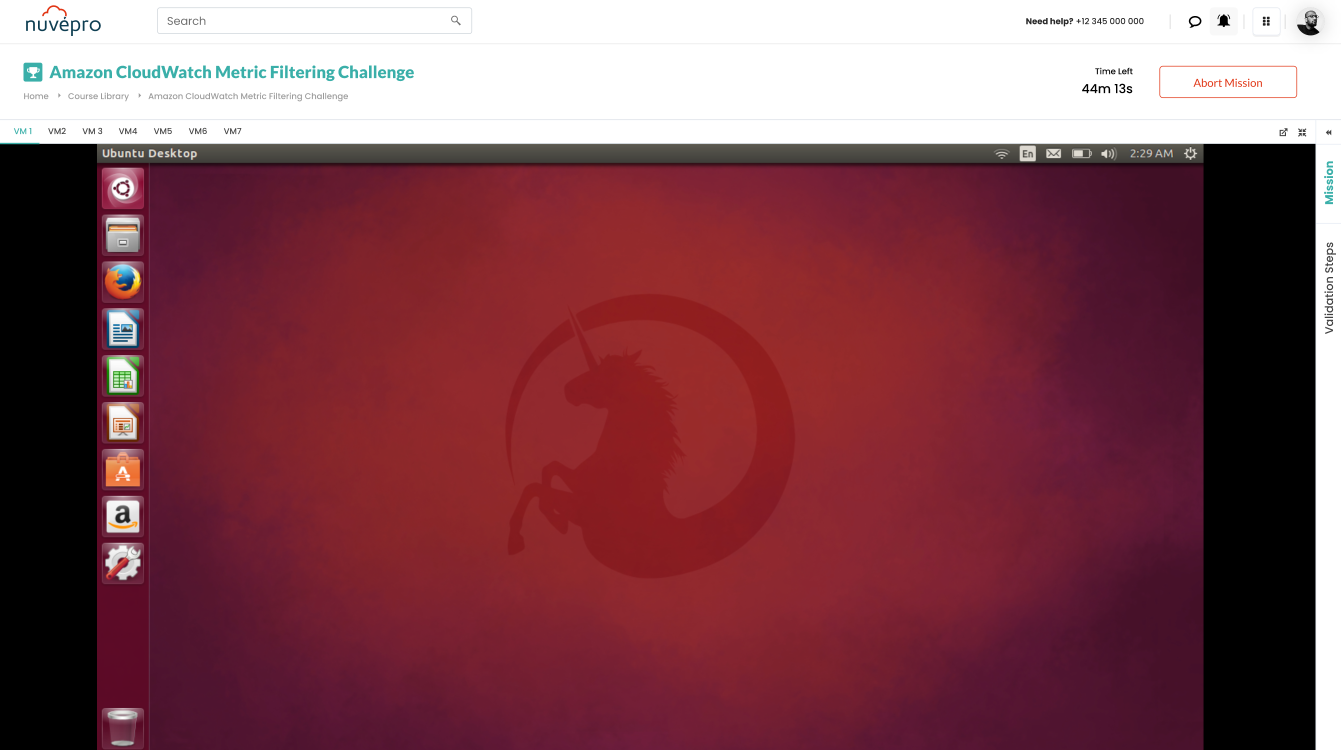 nuvepro
Search
Need help? +12 345 000 000
Amazon CloudWatch Metric Filtering Challenge
Home Course Library Amazon CloudWatch Metric Filtering Challenge
Time Left
44m 13s
Abort Mission
VM 1 VM2 VM 3 VM4 VM5 VM6 VM7
Ubuntu Desktop
En
2:29 AM
A
a
Mission
Validation Steps